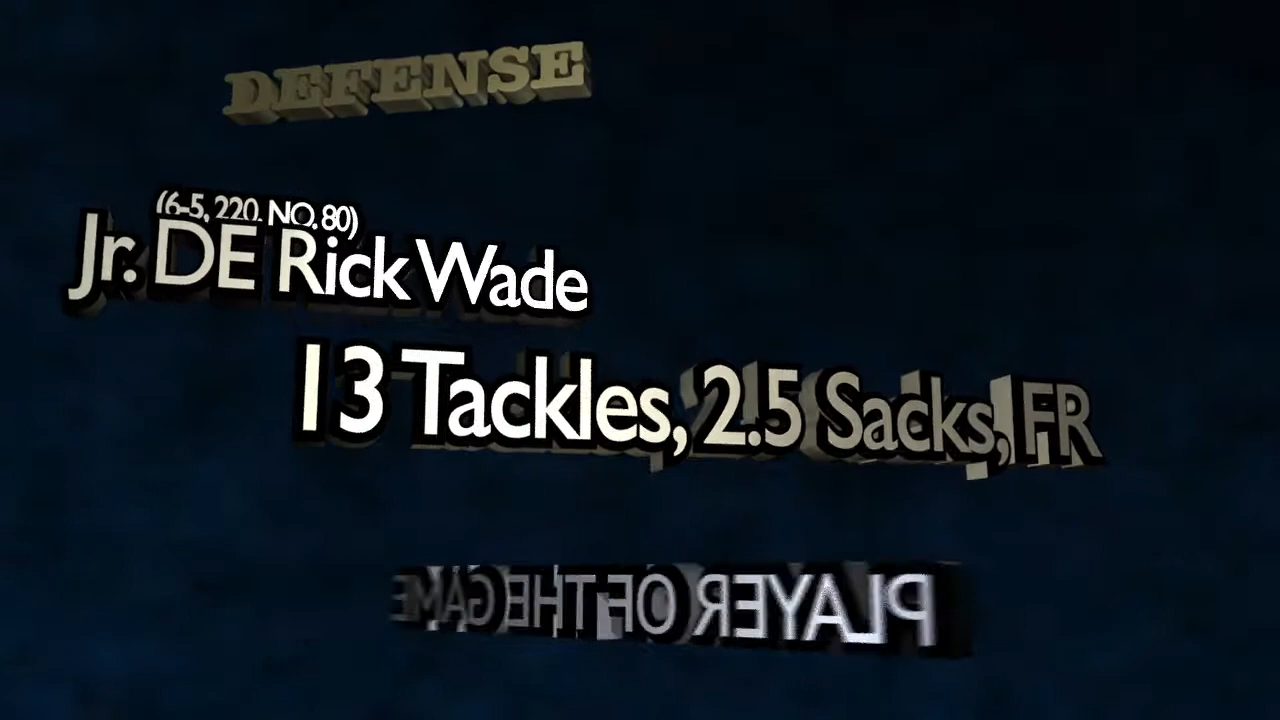 DEFENSE
(6-5, 220, NO. 80)
Jr. DE Rick Wade
13 Tackles, 2.5 Sacks, FR
PLAYER OF THE GAME